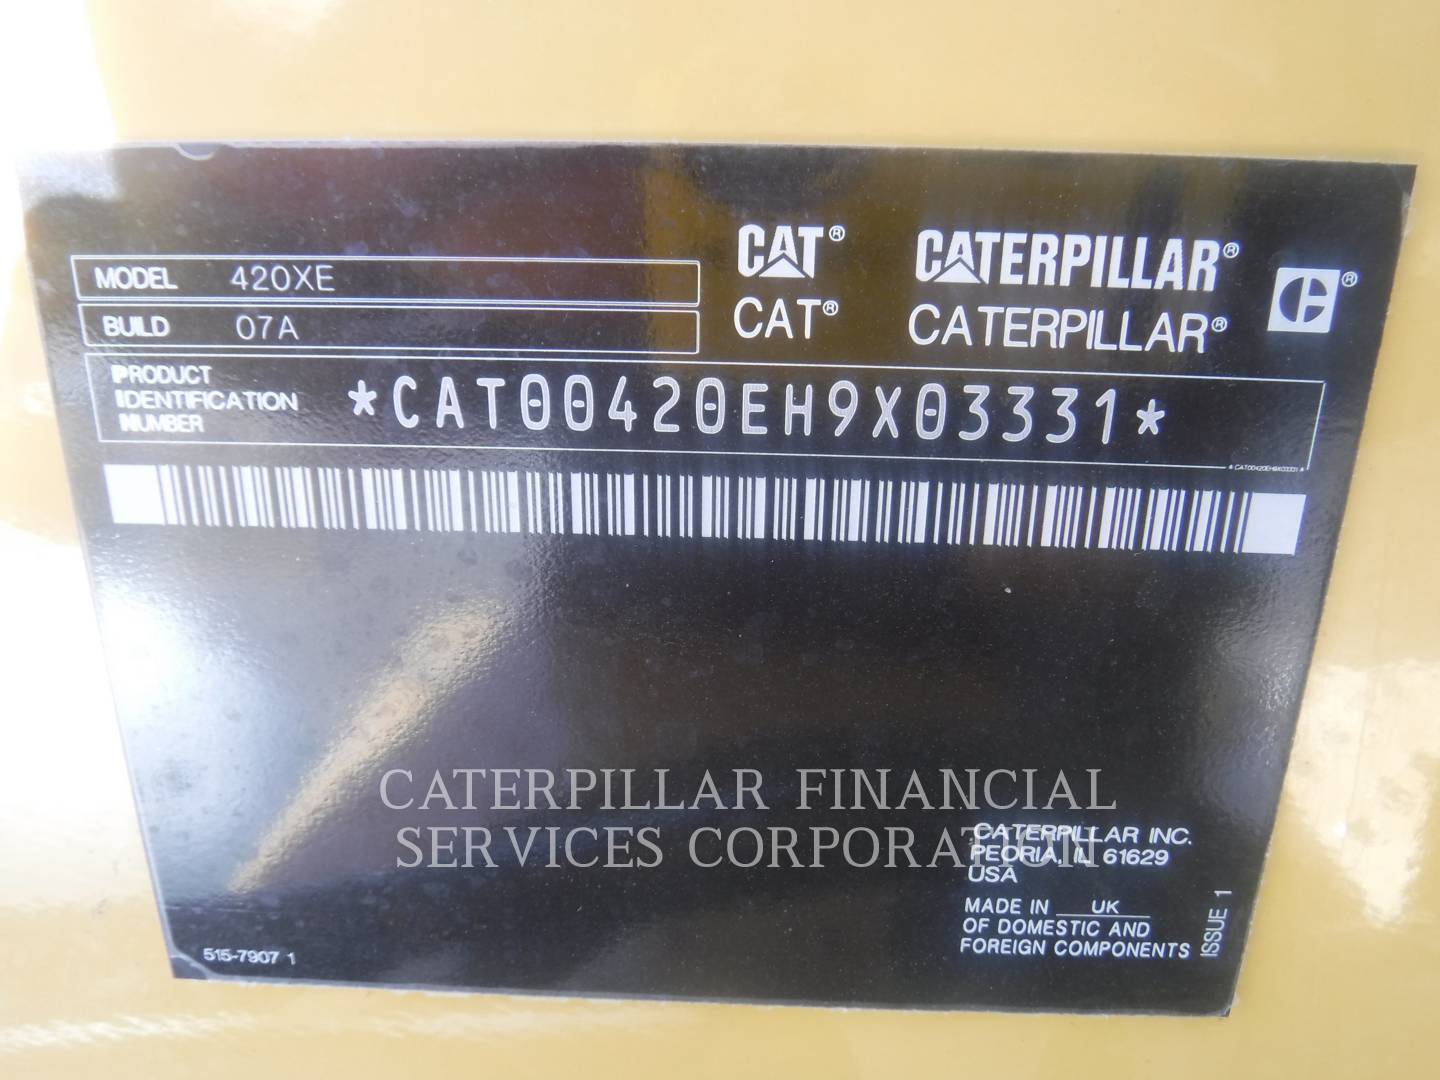 CAT® CATERPILLAR® C®
CAT® CATERPILLAR®
MODEL 420XE
BUILD 07A
PRODUCT
IDENTIFICATION
NUMBER
*CAT00420EH9X03331*
*CAT00420EH9X03331*
CATERPILLAR FINANCIAL
SERVICES CORPORATION
CATERPILLAR INC.
PEORIA, IL 61629
USA
MADE IN UK
OF DOMESTIC AND
FOREIGN COMPONENTS
ISSUE 1
515-7907 1